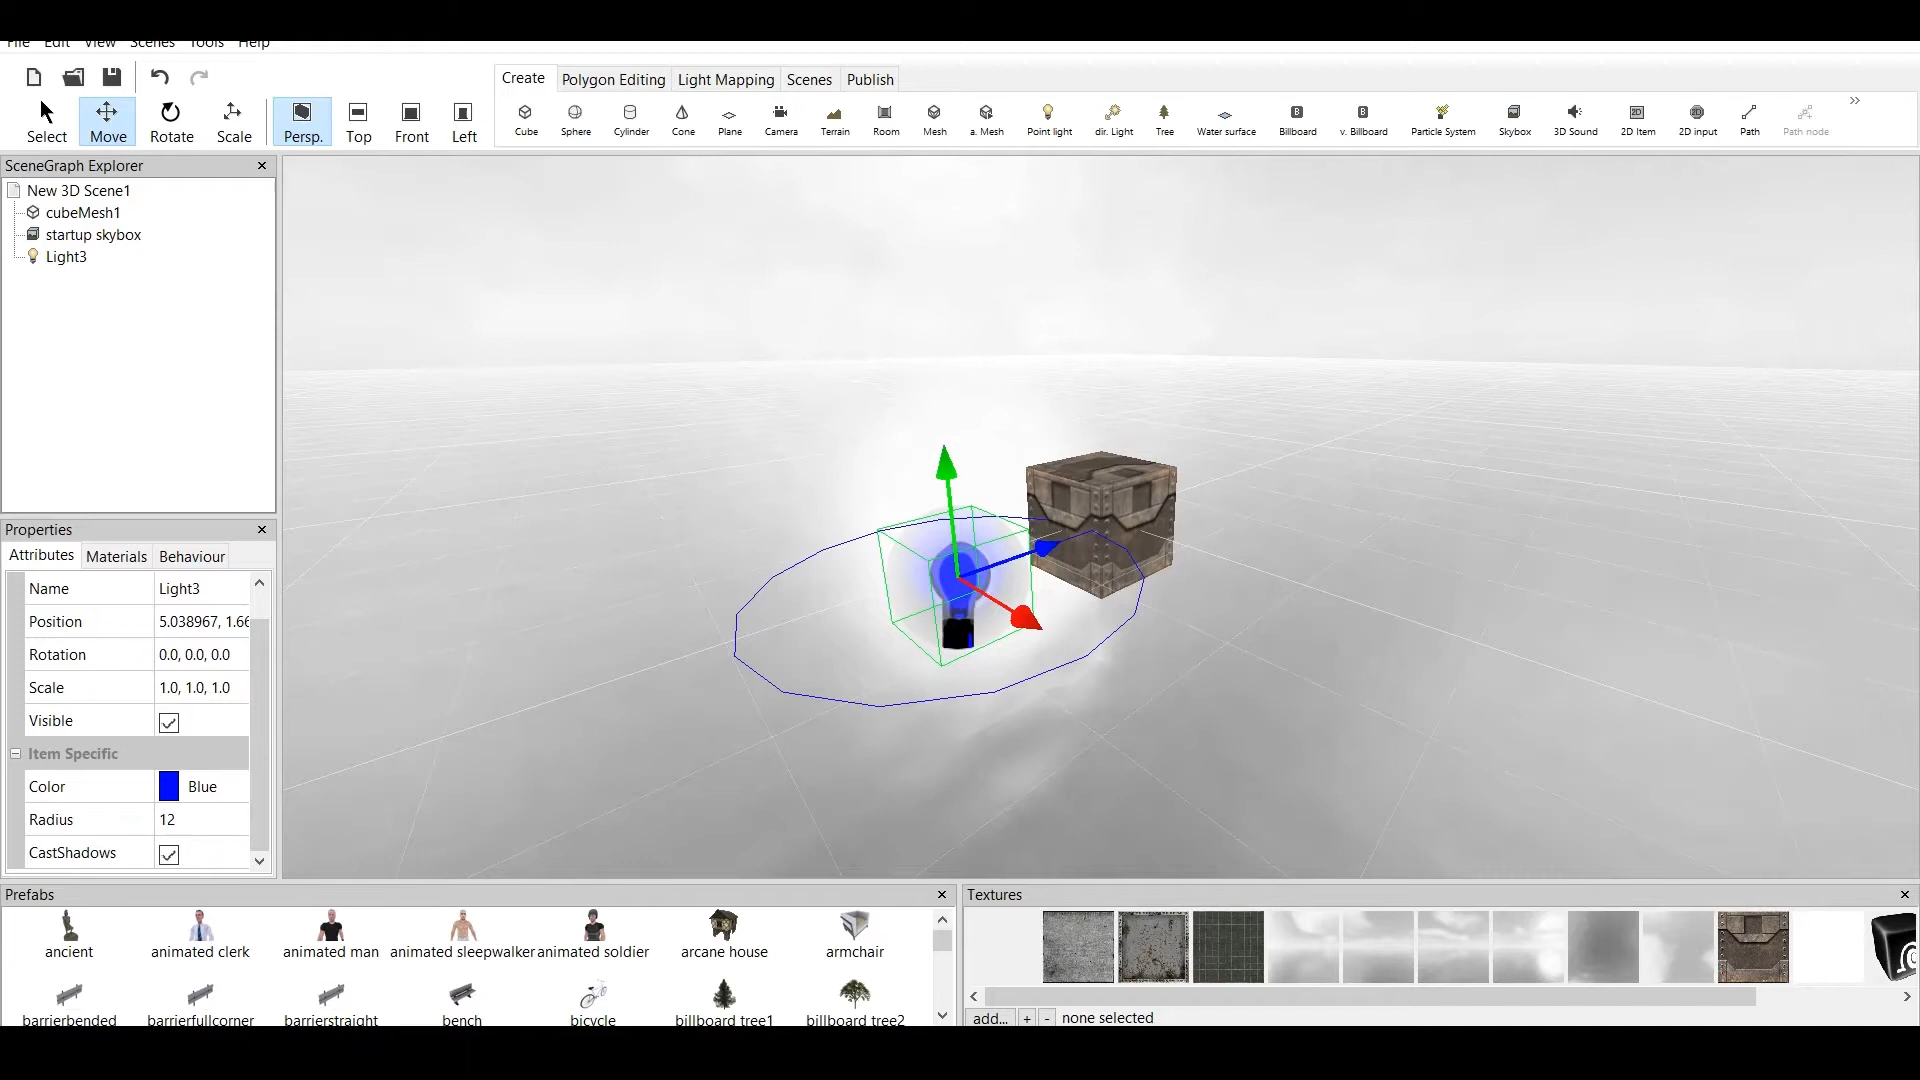 File Edit View Scenes Tools Help
Create Polygon Editing Light Mapping Scenes Publish
Select Move Rotate Scale Persp. Top Front Left
Cube Sphere Cylinder Cone Plane Camera Terrain Room Mesh a. Mesh Point light dir. Light Tree Water surface Billboard v. Billboard Particle System Skybox 3D Sound 2D Item 2D input Path Path node
SceneGraph Explorer
New 3D Scene1
cubeMesh1
startup skybox
Light3
Properties
Attributes Materials Behaviour
Name Light3
Position 5.038967, 1.66
Rotation 0.0, 0.0, 0.0
Scale 1.0, 1.0, 1.0
Visible
Item Specific
Color Blue
Radius 12
CastShadows
Prefabs
ancient animated clerk animated man animated sleepwalker animated soldier arcane house armchair
barrierbended barrierfullcorner barrierstraight bench bicycle billboard tree1 billboard tree2
Textures
add... + - none selected